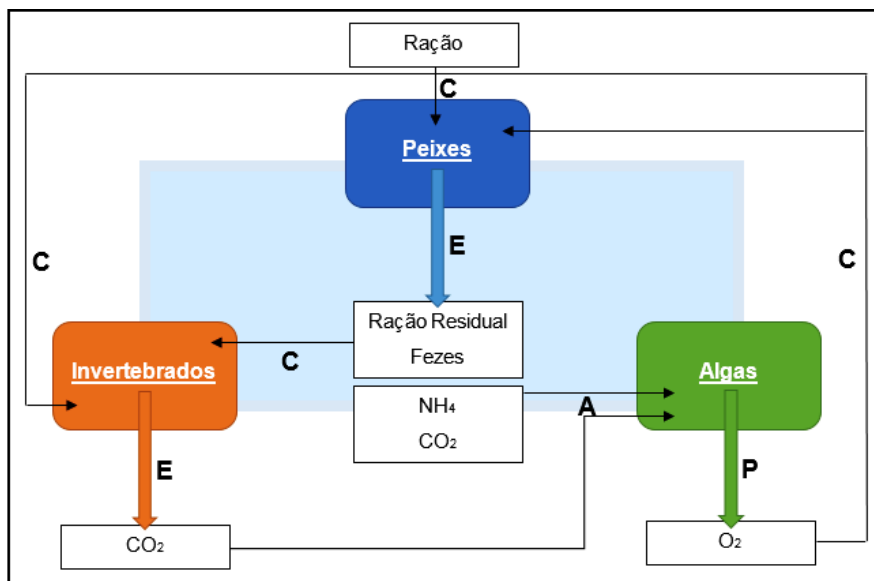 Ração
C
Peixes
E
C
C
Ração Residual
Fezes
Invertebrados
C
Algas
NH₄
CO₂
A
E
P
CO₂
O₂